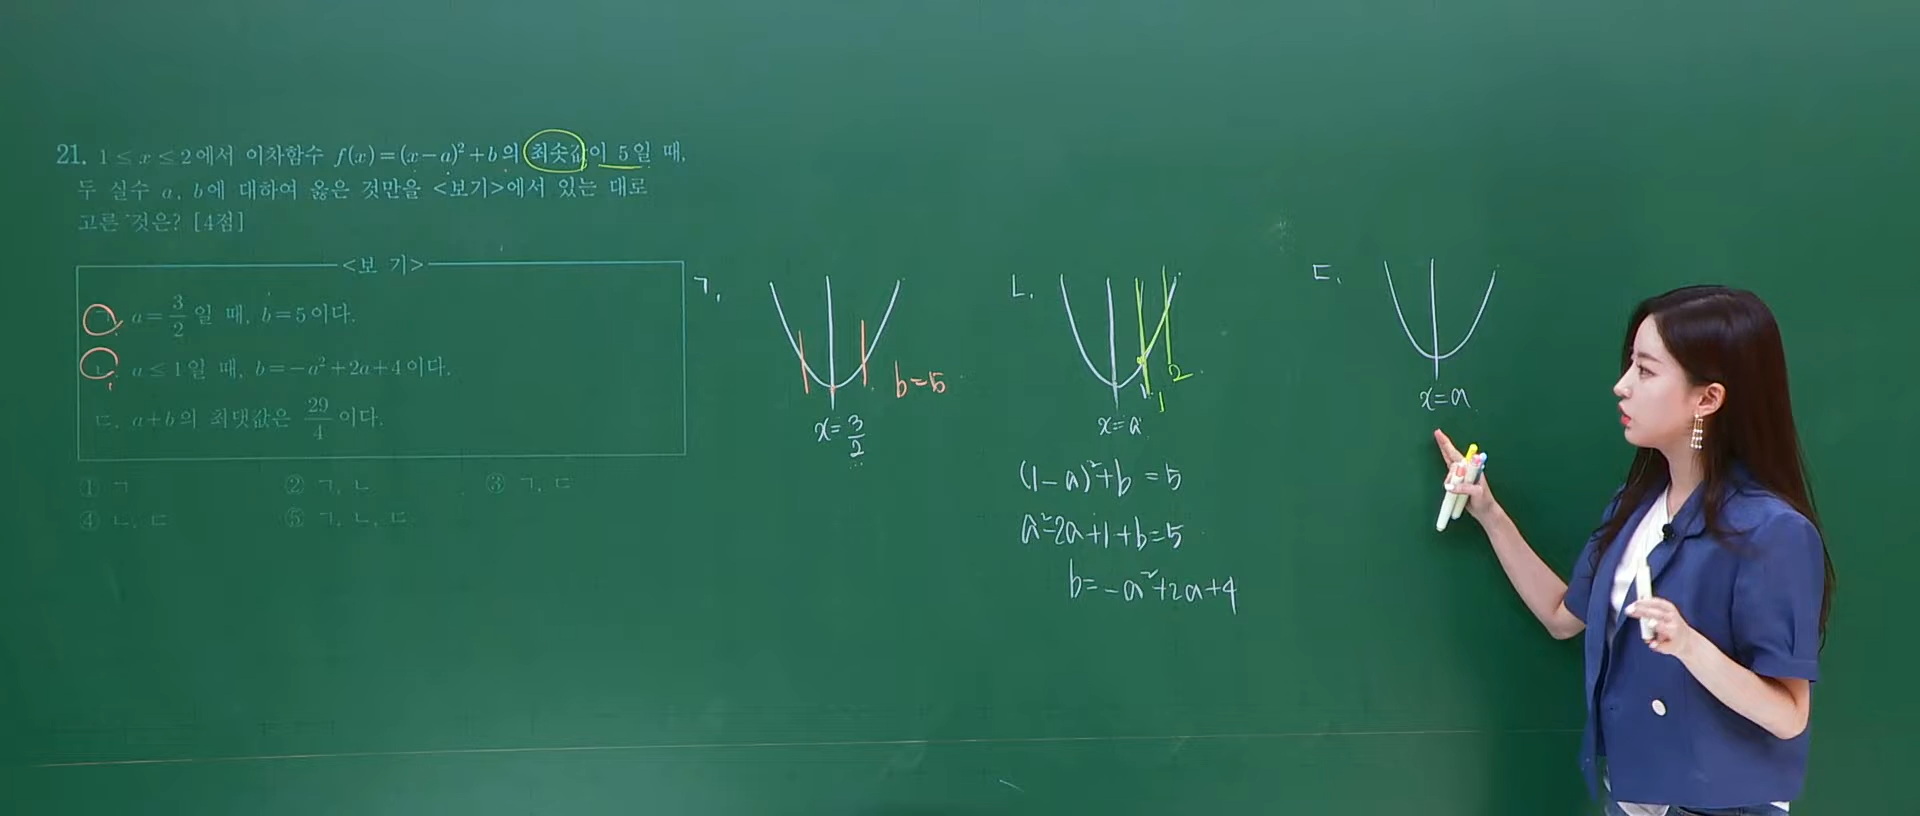 21. 1≤x≤2에서 이차함수 f(x)=(x-a)²+b의 최솟값이 5일 때,
두 실수 a, b에 대하여 옳은 것만을 <보기>에서 있는 대로
고른 것은? [4점]
<보 기>
ㄱ. a=3/2일 때, b=5이다.
ㄴ. a≤1일 때, b=-a²+2a+4이다.
ㄷ. a+b의 최댓값은 29/4이다.
① ㄱ ② ㄱ, ㄴ ③ ㄱ, ㄷ
④ ㄴ, ㄷ ⑤ ㄱ, ㄴ, ㄷ
ㄱ.
b=5
x=3/2
ㄴ.
1 2
x=a
(1-a)²+b=5
a²-2a+1+b=5
b=-a²+2a+4
ㄷ.
x=a